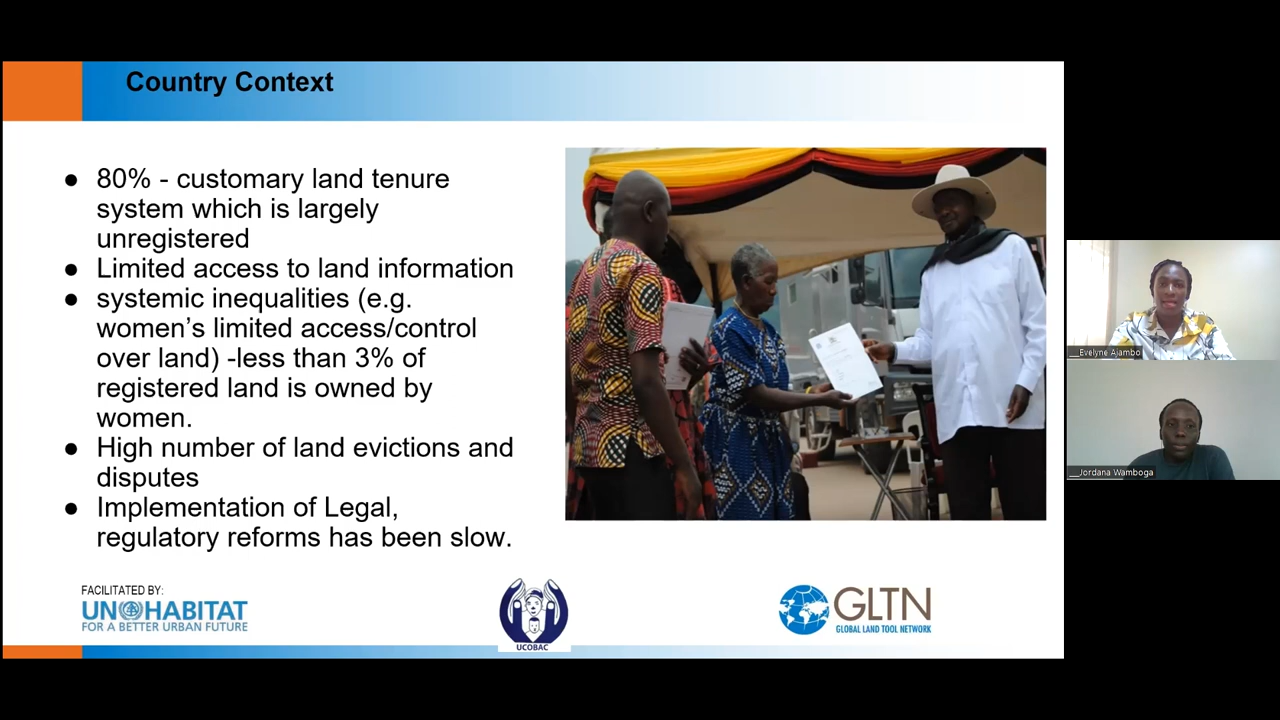 Country Context
● 80% - customary land tenure
system which is largely
unregistered
● Limited access to land information
● systemic inequalities (e.g.
women's limited access/control
over land) -less than 3% of
registered land is owned by
women.
● High number of land evictions and
disputes
● Implementation of Legal,
regulatory reforms has been slow.
FACILITATED BY:
UN HABITAT
FOR A BETTER URBAN FUTURE
UCOBAC
GLTN
GLOBAL LAND TOOL NETWORK
__Evelyne Ajambo
__Jordana Wamboga